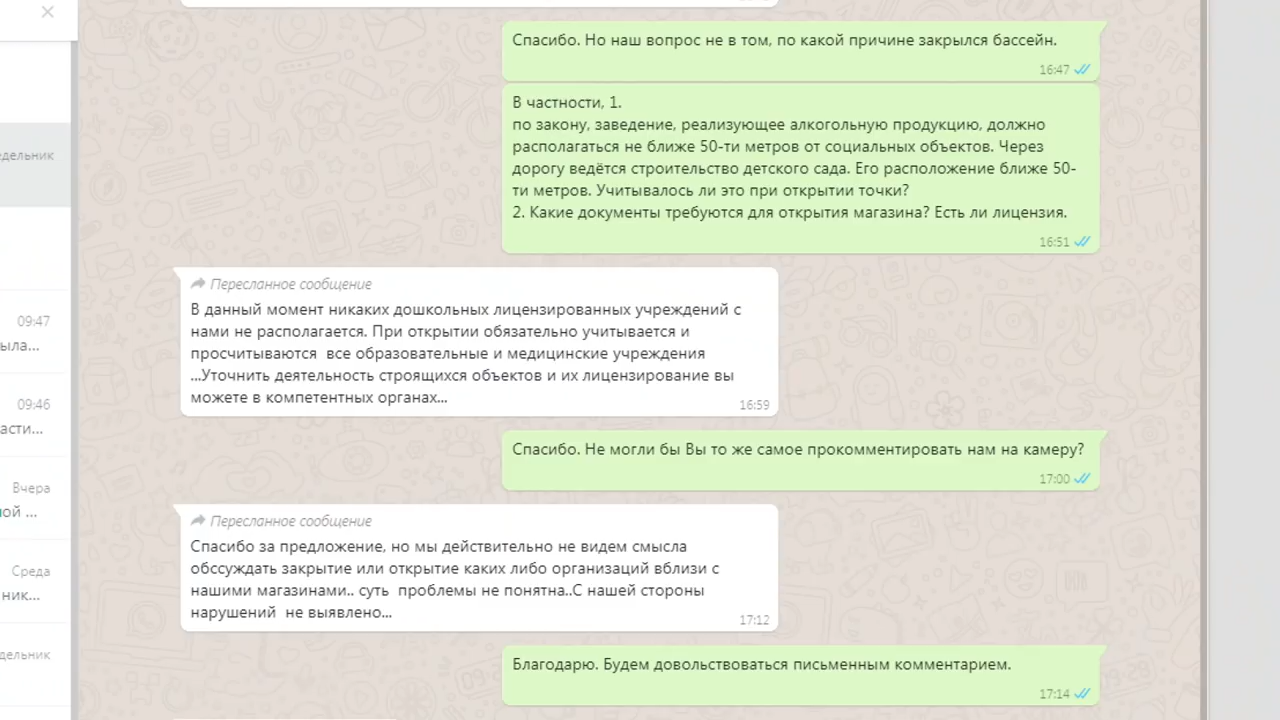 Спасибо. Но наш вопрос не в том, по какой причине закрылся бассейн.
16:47
В частности, 1.
по закону, заведение, реализующее алкогольную продукцию, должно
располагаться не ближе 50-ти метров от социальных объектов. Через
дорогу ведётся строительство детского сада. Его расположение ближе 50-
ти метров. Учитывалось ли это при открытии точки?
2. Какие документы требуются для открытия магазина? Есть ли лицензия.
16:51
Пересланное сообщение
В данный момент никаких дошкольных лицензированных учреждений с
нами не располагается. При открытии обязательно учитывается и
просчитываются все образовательные и медицинские учреждения
...Уточнить деятельность строящихся объектов и их лицензирование вы
можете в компетентных органах...
16:59
Спасибо. Не могли бы Вы то же самое прокомментировать нам на камеру?
17:00
Пересланное сообщение
Спасибо за предложение, но мы действительно не видем смысла
обссуждать закрытие или открытие каких либо организаций вблизи с
нашими магазинами.. суть проблемы не понятна..С нашей стороны
нарушений не выявлено...
17:12
Благодарю. Будем довольствоваться письменным комментарием.
17:14
едельник
09:47
ыла...
09:46
асти...
Вчера
ой ...
Среда
ник...
дельник